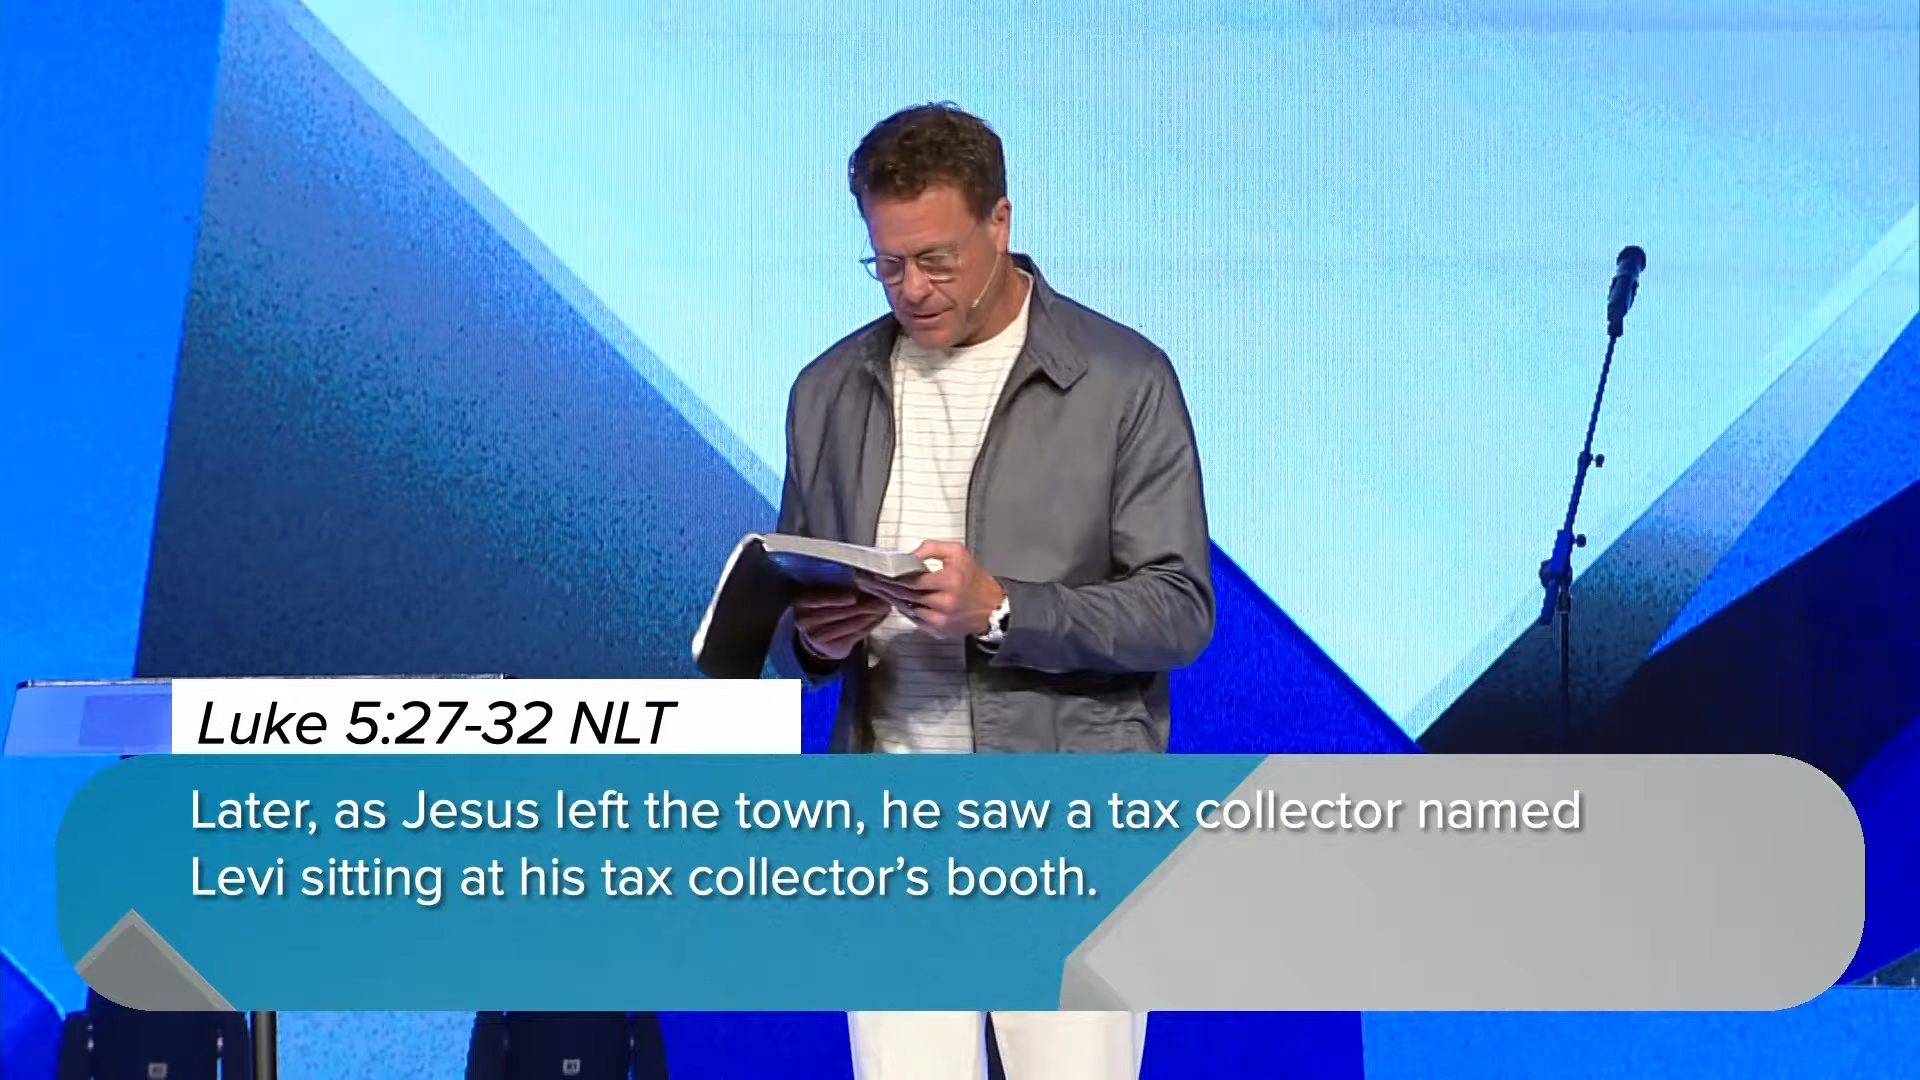 Luke 5:27-32 NLT
Later, as Jesus left the town, he saw a tax collector named
Levi sitting at his tax collector’s booth.